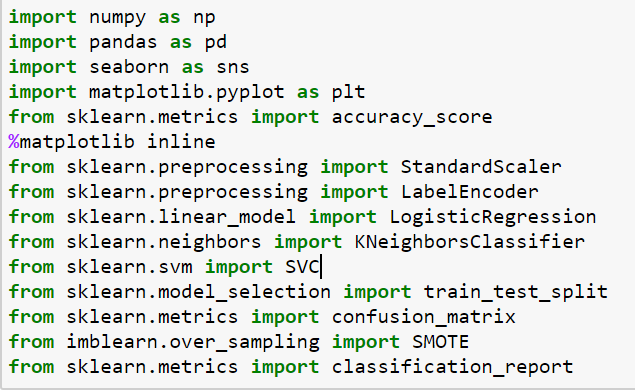 import numpy as np
import pandas as pd
import seaborn as sns
import matplotlib.pyplot as plt
from sklearn.metrics import accuracy_score
%matplotlib inline
from sklearn.preprocessing import StandardScaler
from sklearn.preprocessing import LabelEncoder
from sklearn.linear_model import LogisticRegression
from sklearn.neighbors import KNeighborsClassifier
from sklearn.svm import SVC
from sklearn.model_selection import train_test_split
from sklearn.metrics import confusion_matrix
from imblearn.over_sampling import SMOTE
from sklearn.metrics import classification_report